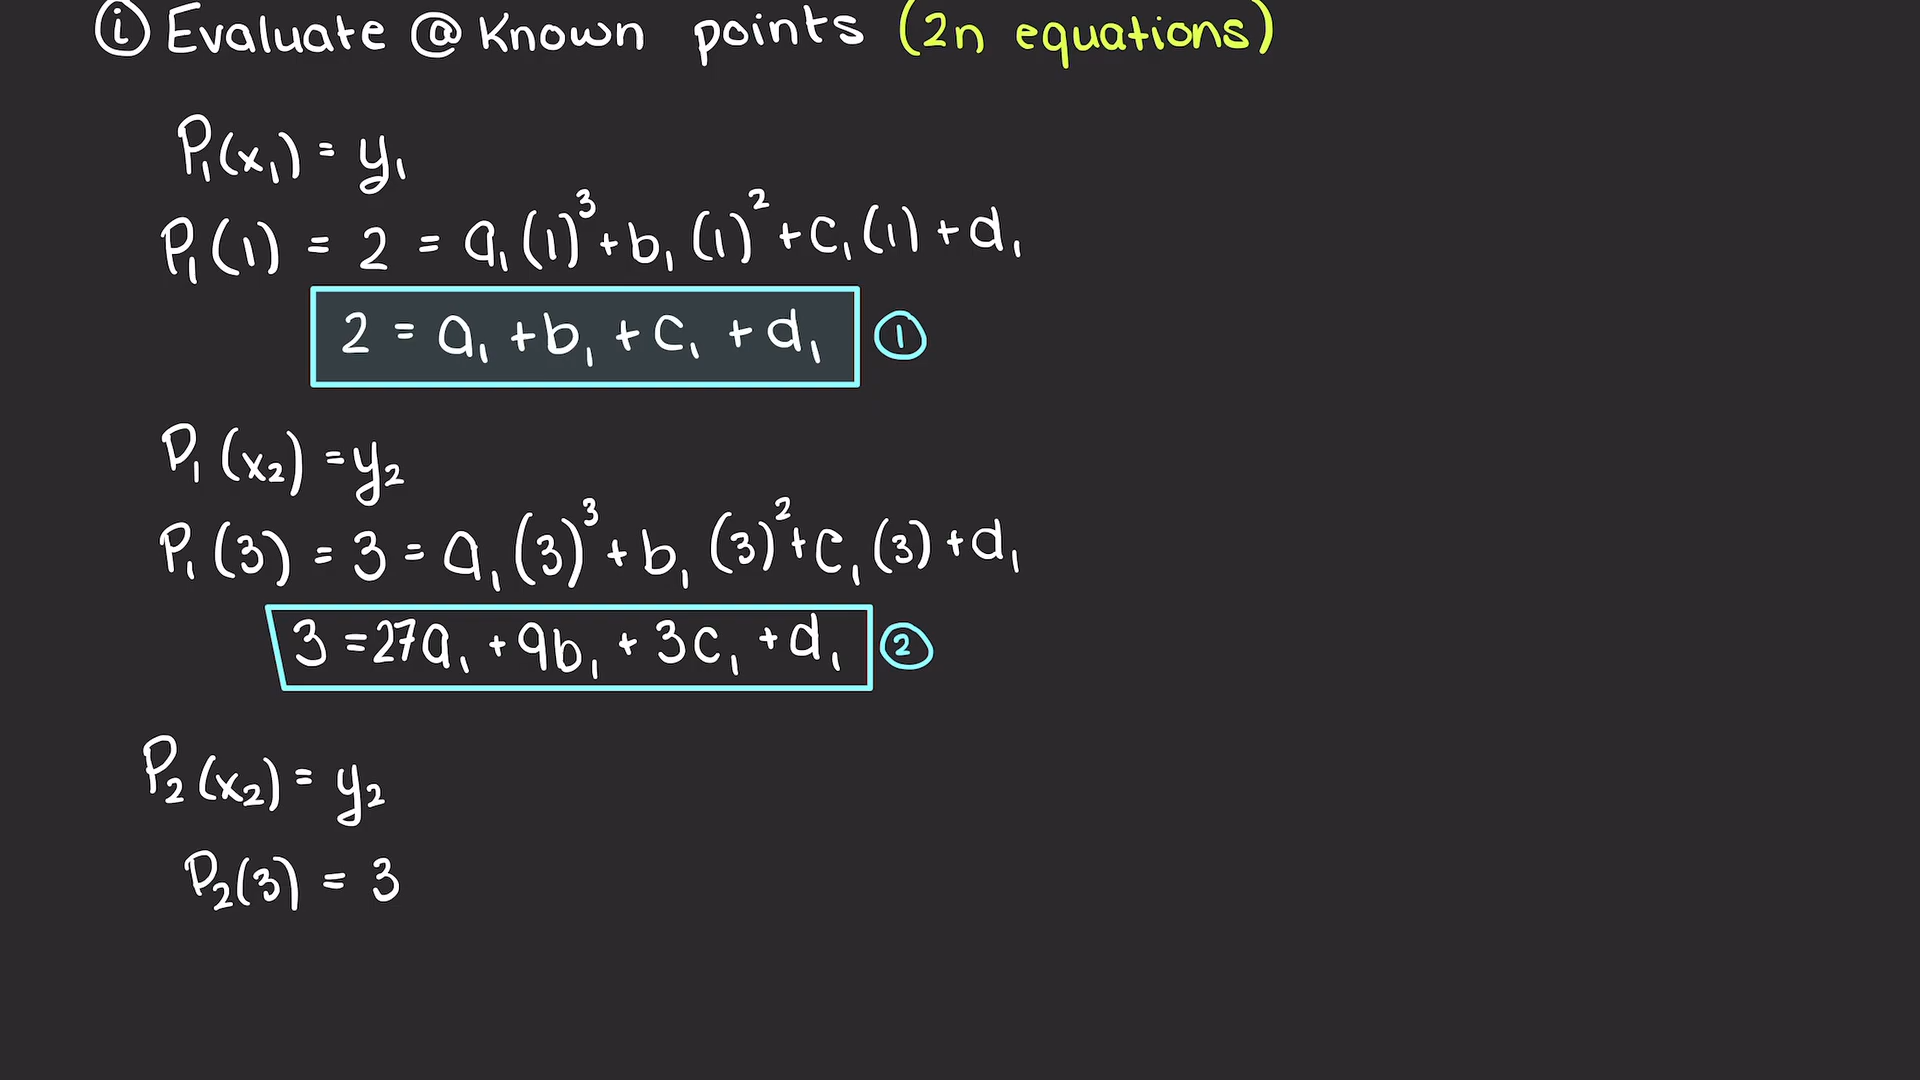 ⓘ Evaluate @ Known points (2n equations)
P₁(x₁) = y₁
P₁(1) = 2 = a₁(1)³+b₁(1)²+c₁(1)+d₁
2 = a₁ +b₁ +c₁ +d₁ ①
P₁(x₂) =y₂
P₁(3) = 3 = a₁(3)³+b₁(3)²+c₁(3)+d₁
3 =27a₁ +9b₁ + 3c₁ +d₁ ②
P₂(x₂) = y₂
P₂(3) = 3